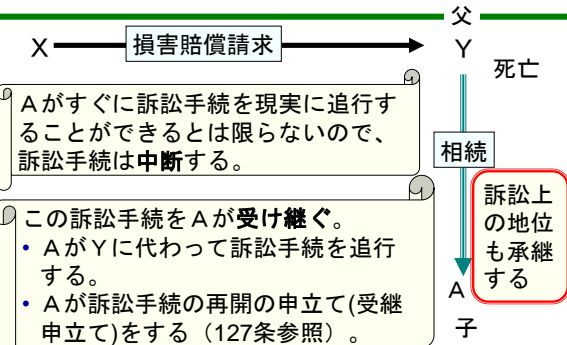 父
X 損害賠償請求 Y
死亡
Aがすぐに訴訟手続を現実に追行す
ることができるとは限らないので、
訴訟手続は中断する。
相続
訴訟上
の地位
も承継
する
この訴訟手続をAが受け継ぐ。
• AがYに代わって訴訟手続を追行
する。
• Aが訴訟手続の再開の申立て(受継
申立て)をする（127条参照）。
A
子